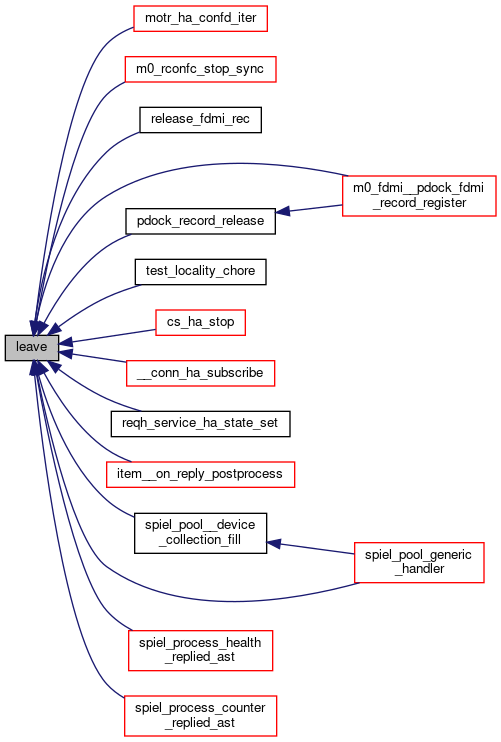 motr_ha_confd_iter
m0_rconfc_stop_sync
release_fdmi_rec
m0_fdmi__pdock_fdmi
_record_register
pdock_record_release
test_locality_chore
cs_ha_stop
leave
__conn_ha_subscribe
reqh_service_ha_state_set
item__on_reply_postprocess
spiel_pool__device
_collection_fill
spiel_pool_generic
_handler
spiel_process_health
_replied_ast
spiel_process_counter
_replied_ast